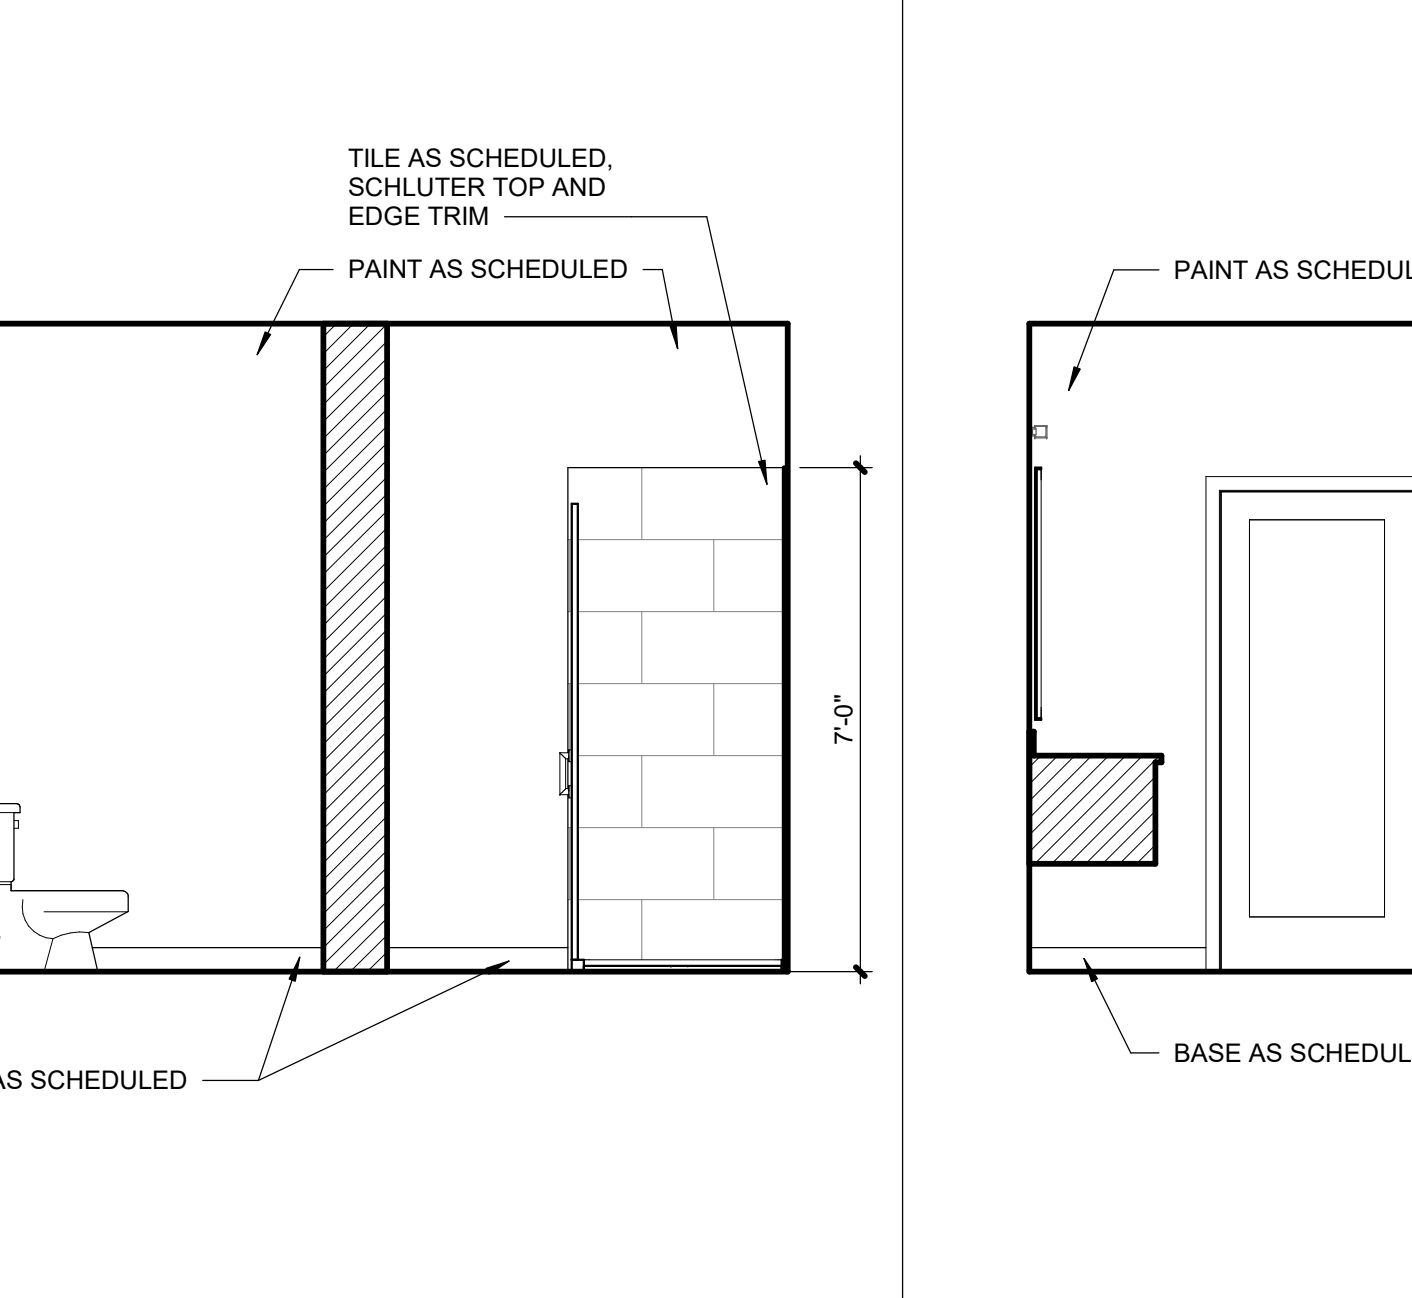 TILE AS SCHEDULED,
SCHLUTER TOP AND
EDGE TRIM
PAINT AS SCHEDULED
7'-0"
AS SCHEDULED
PAINT AS SCHEDUL
BASE AS SCHEDUL